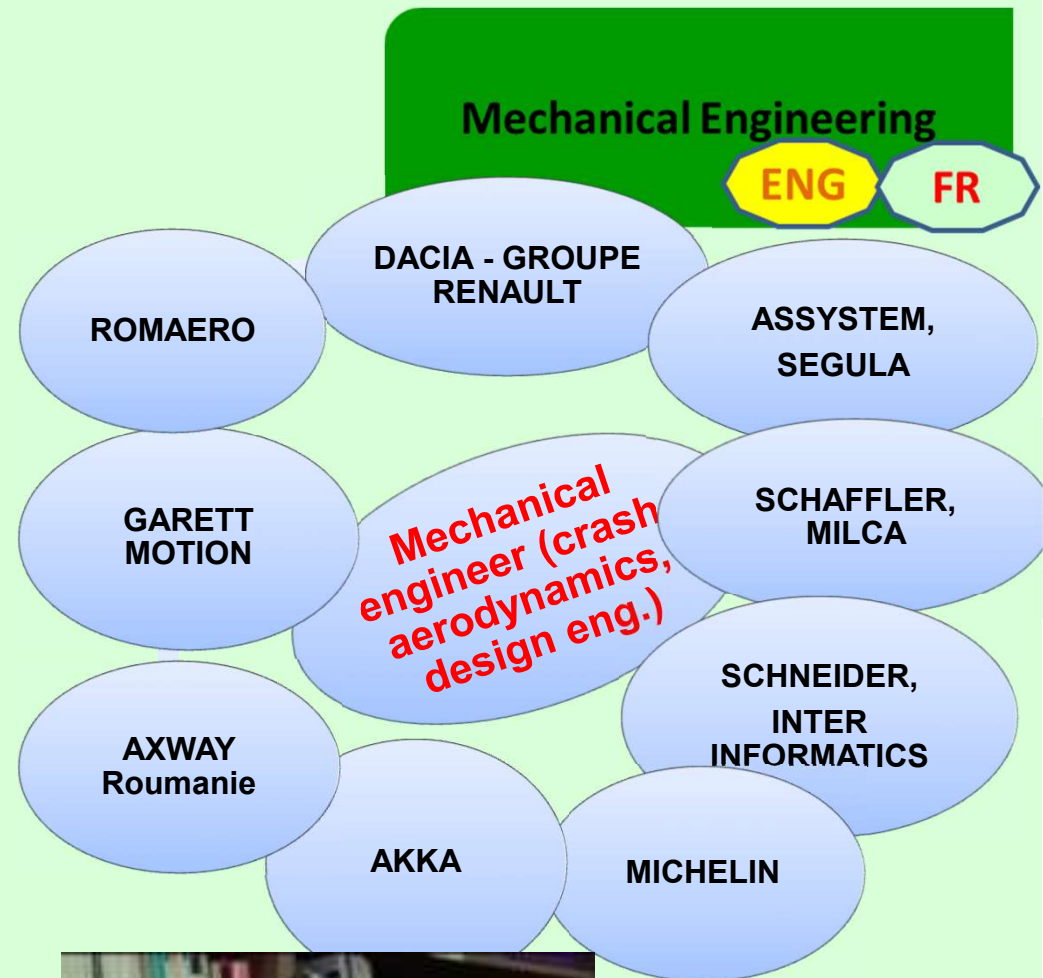 Mechanical Engineering
ENG
FR
DACIA - GROUPE
RENAULT
ROMAERO
ASSYSTEM,
SEGULA
GARETT
MOTION
Mechanical
engineer (crash
aerodynamics,
design eng.)
SCHAFFLER,
MILCA
SCHNEIDER,
INTER
INFORMATICS
AXWAY
Roumanie
AKKA
MICHELIN